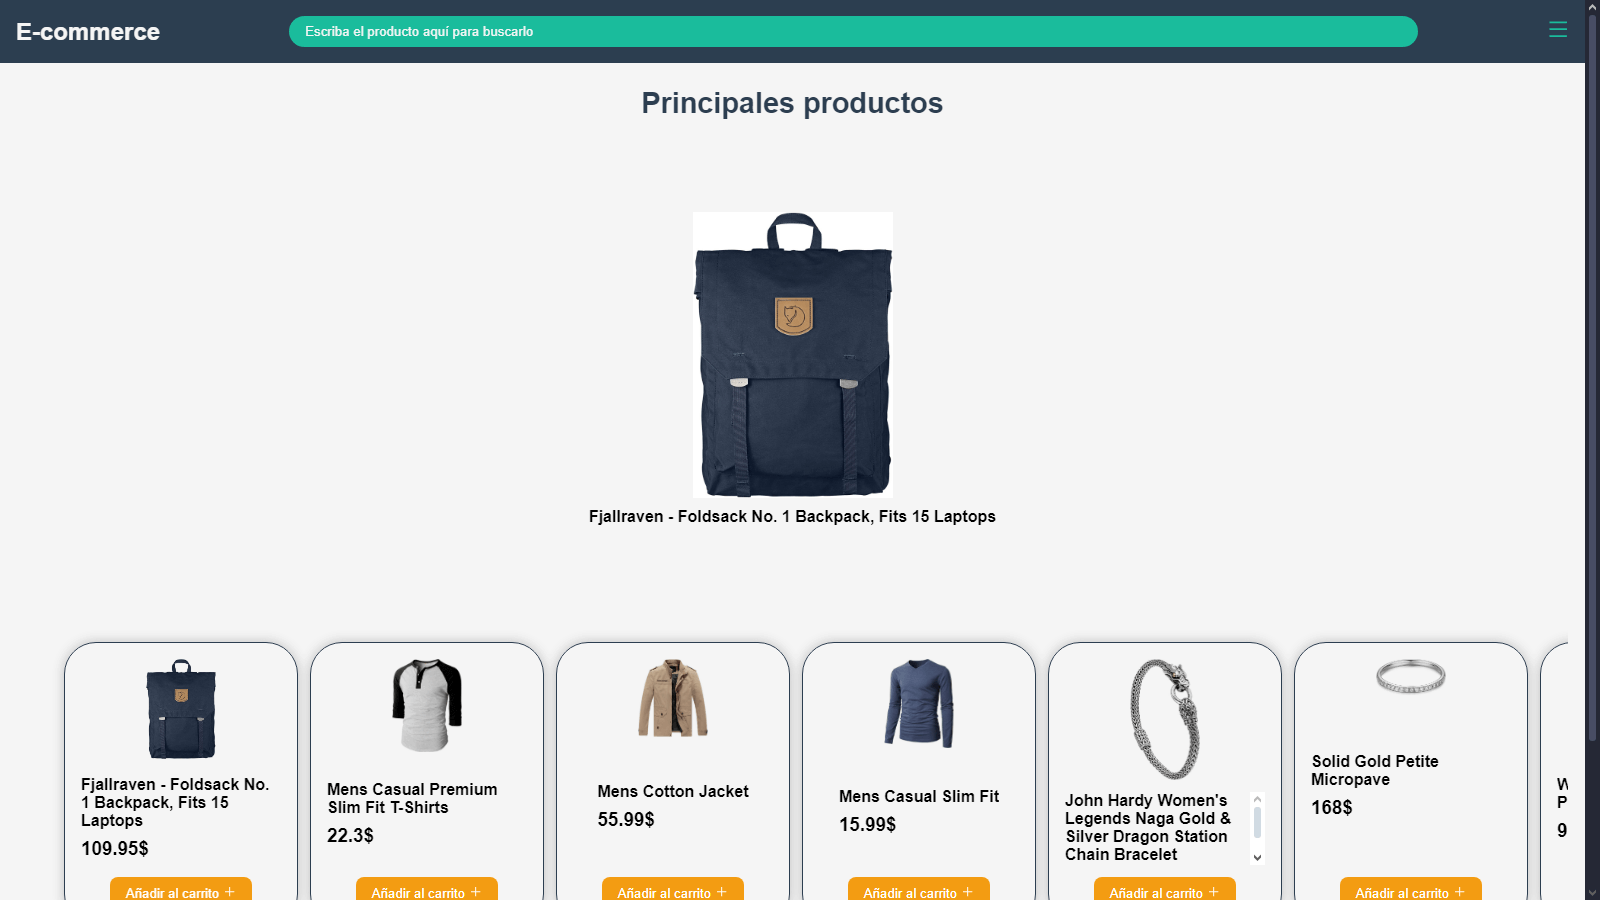 E-commerce
Escriba el producto aquí para buscarlo
Principales productos
Fjallraven - Foldsack No. 1 Backpack, Fits 15 Laptops
Fjallraven - Foldsack No.
1 Backpack, Fits 15
Laptops
109.95$
Añadir al carrito +
Mens Casual Premium
Slim Fit T-Shirts
22.3$
Añadir al carrito +
Mens Cotton Jacket
55.99$
Añadir al carrito +
Mens Casual Slim Fit
15.99$
Añadir al carrito +
John Hardy Women's
Legends Naga Gold &
Silver Dragon Station
Chain Bracelet
Añadir al carrito +
Solid Gold Petite
Micropave
168$
Añadir al carrito +